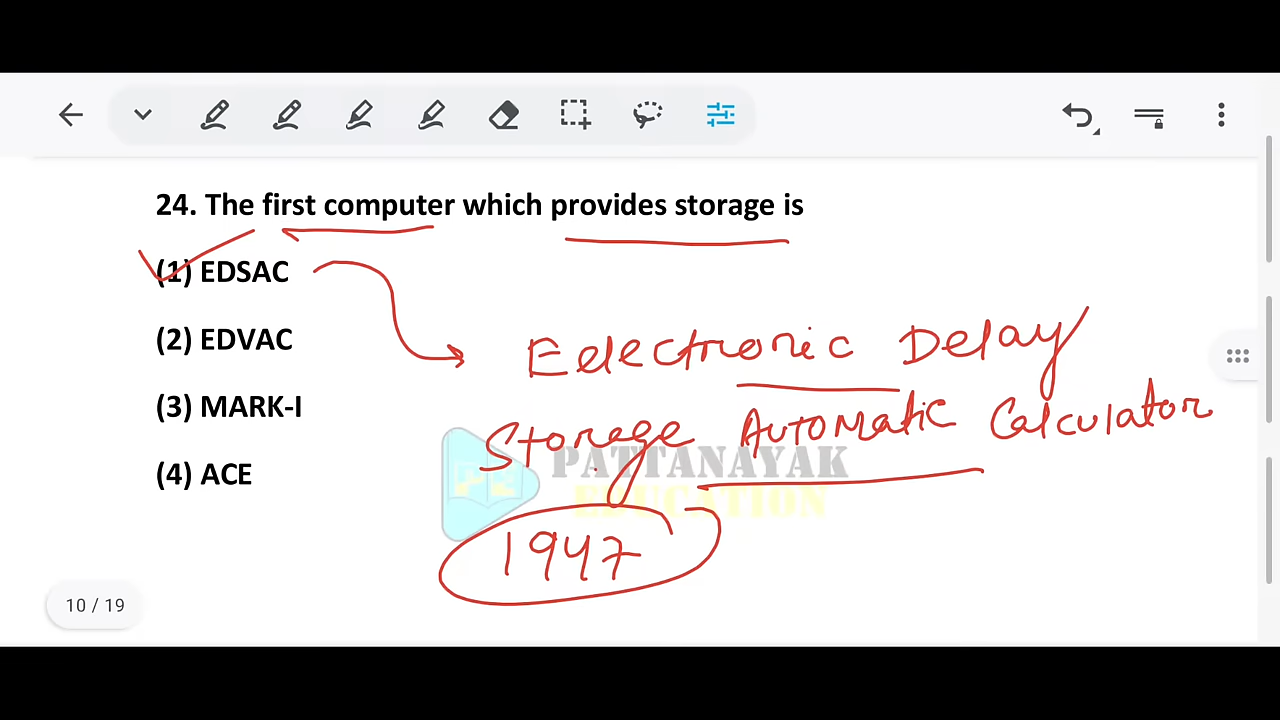 24. The first computer which provides storage is
(1) EDSAC
(2) EDVAC
(3) MARK-I
(4) ACE
Eelectronic Delay
Storage Automatic Calculator
PATTANAYAK
EDUCATION
1947
10 / 19